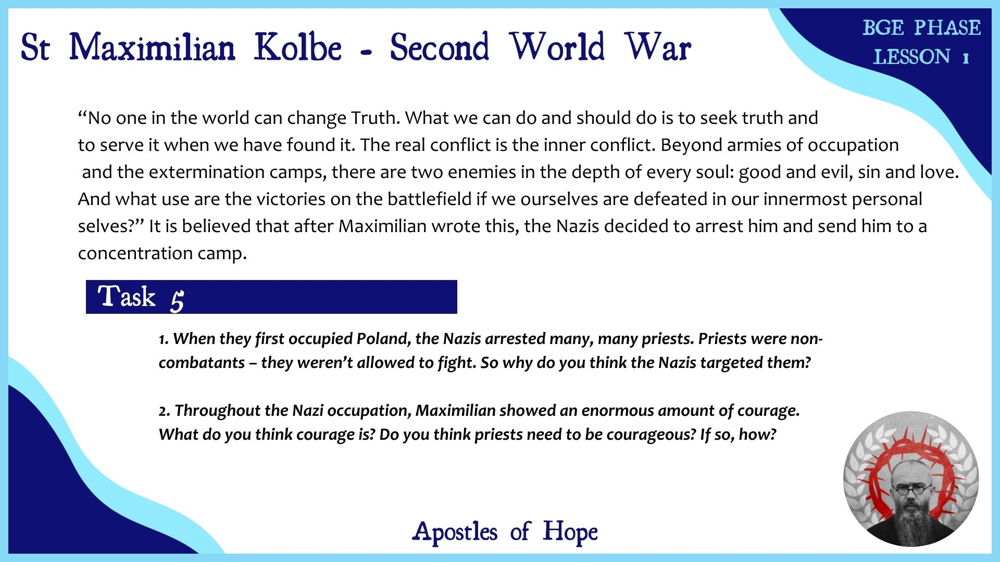 St Maximilian Kolbe - Second World War
BGE PHASE
LESSON 1
“No one in the world can change Truth. What we can do and should do is to seek truth and
to serve it when we have found it. The real conflict is the inner conflict. Beyond armies of occupation
and the extermination camps, there are two enemies in the depth of every soul: good and evil, sin and love.
And what use are the victories on the battlefield if we ourselves are defeated in our innermost personal
selves?” It is believed that after Maximilian wrote this, the Nazis decided to arrest him and send him to a
concentration camp.
Task 5
1. When they first occupied Poland, the Nazis arrested many, many priests. Priests were non-
combatants – they weren’t allowed to fight. So why do you think the Nazis targeted them?
2. Throughout the Nazi occupation, Maximilian showed an enormous amount of courage.
What do you think courage is? Do you think priests need to be courageous? If so, how?
Apostles of Hope